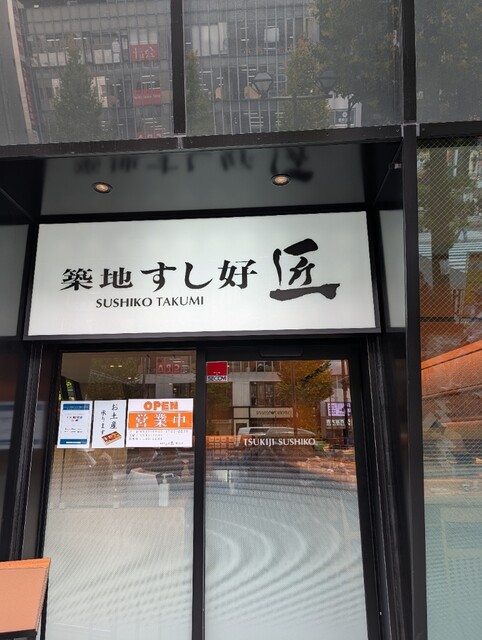 築地すし好 匠
SUSHIKO TAKUMI
OPEN
営業中
お土産
承ります
SECOM
TSUKIJI SUSHIKO